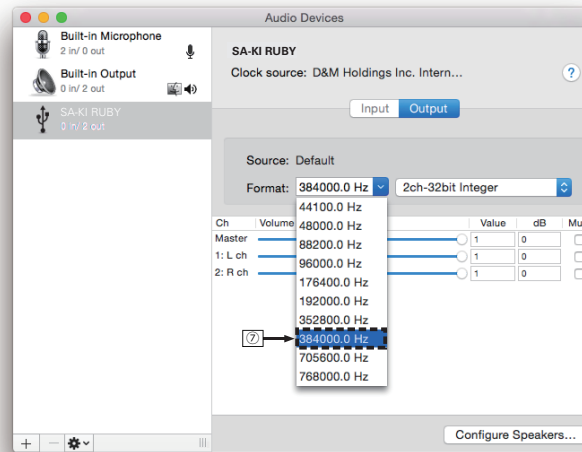 Audio Devices
Built-in Microphone
2 in/ 0 out
Built-in Output
0 in/ 2 out
SA-KI RUBY
0 in/ 2 out
SA-KI RUBY
Clock source: D&M Holdings Inc. Intern...
?
Input Output
Source: Default
Format: 384000.0 Hz 2ch-32bit Integer
44100.0 Hz
48000.0 Hz
88200.0 Hz
96000.0 Hz
176400.0 Hz
192000.0 Hz
352800.0 Hz
⑦ 384000.0 Hz
705600.0 Hz
768000.0 Hz
Ch Volume Value dB Mu
Master 1 0
1: L ch 1 0
2: R ch 1 0
Configure Speakers...